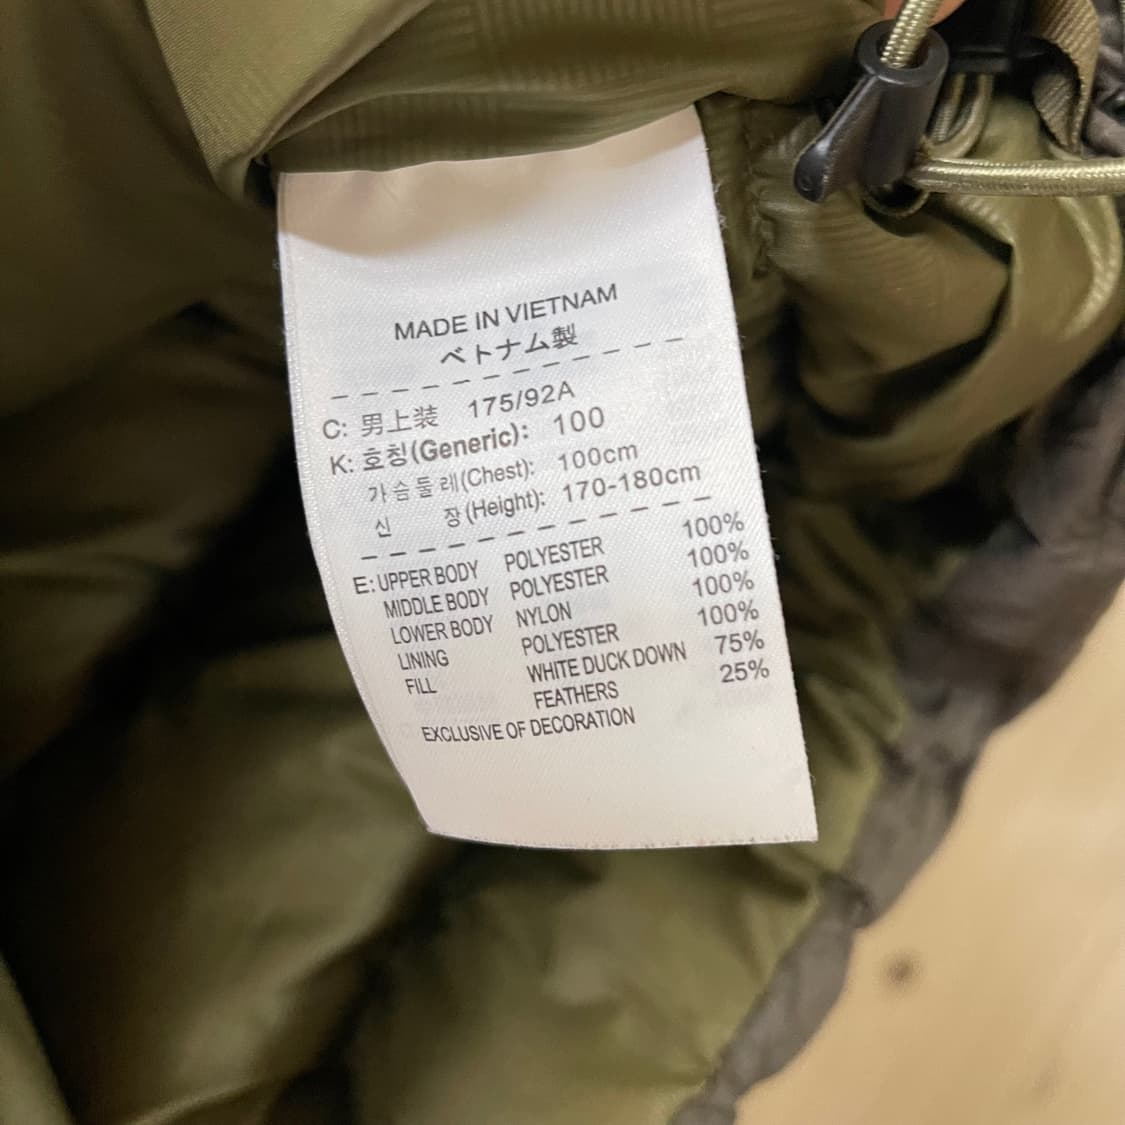 MADE IN VIETNAM
ベトナム製
C: 男上装 175/92A
K: 호칭(Generic): 100
가슴둘레(Chest): 100cm
신 장(Height): 170-180cm
E: UPPER BODY POLYESTER 100%
MIDDLE BODY POLYESTER 100%
LOWER BODY NYLON 100%
LINING POLYESTER 100%
FILL WHITE DUCK DOWN 75%
FEATHERS 25%
EXCLUSIVE OF DECORATION